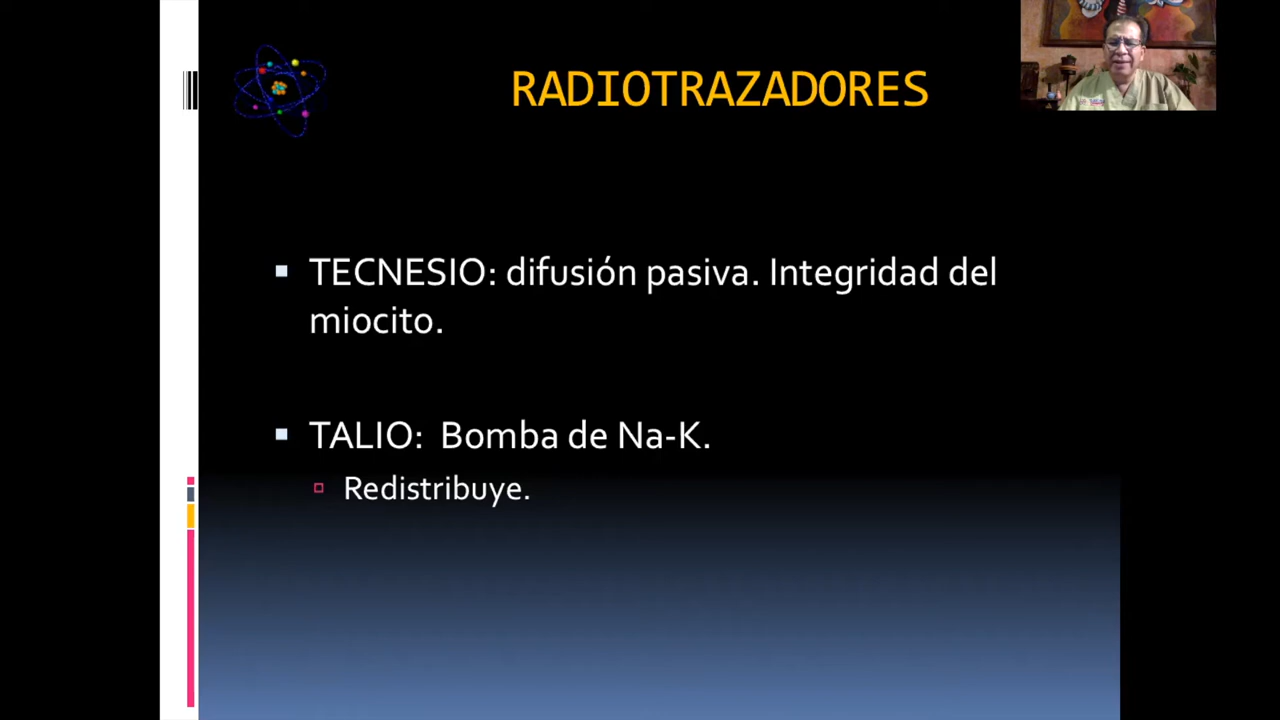 RADIOTRAZADORES
TECNESIO: difusión pasiva. Integridad del
miocito.
TALIO: Bomba de Na-K.
Redistribuye.